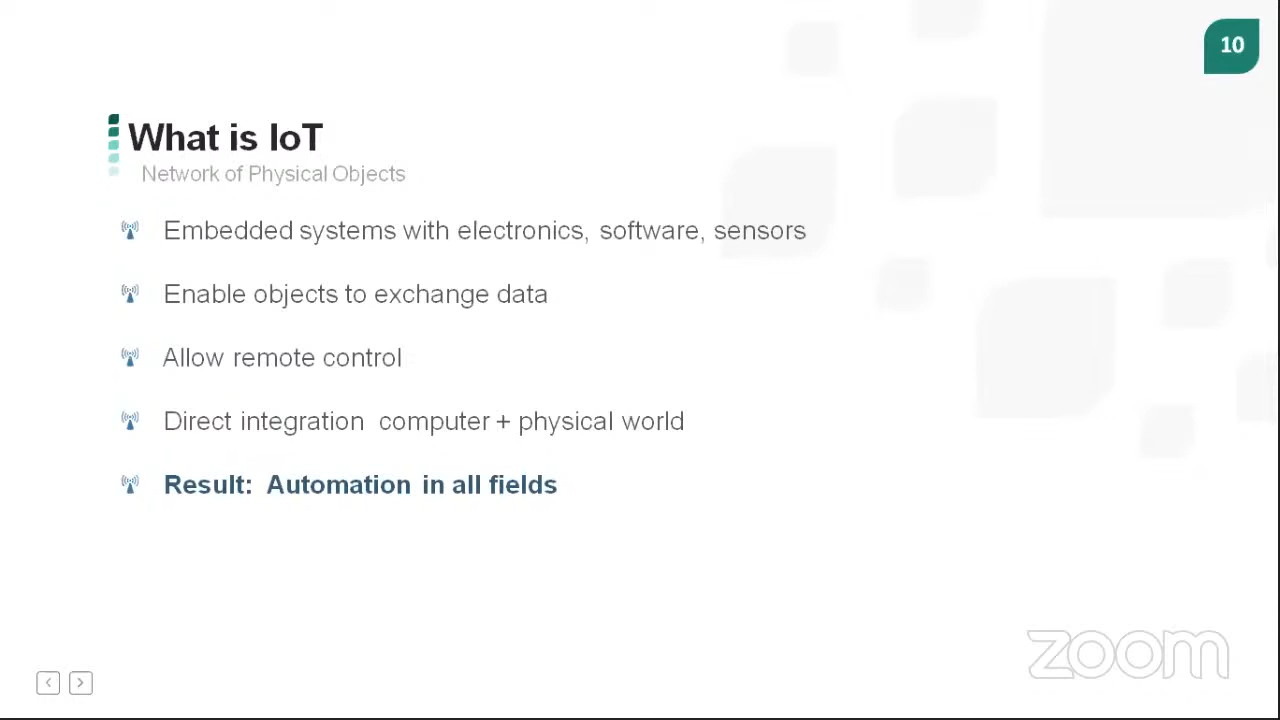 10
What is IoT
Network of Physical Objects
Embedded systems with electronics, software, sensors
Enable objects to exchange data
Allow remote control
Direct integration computer + physical world
Result: Automation in all fields
zoom